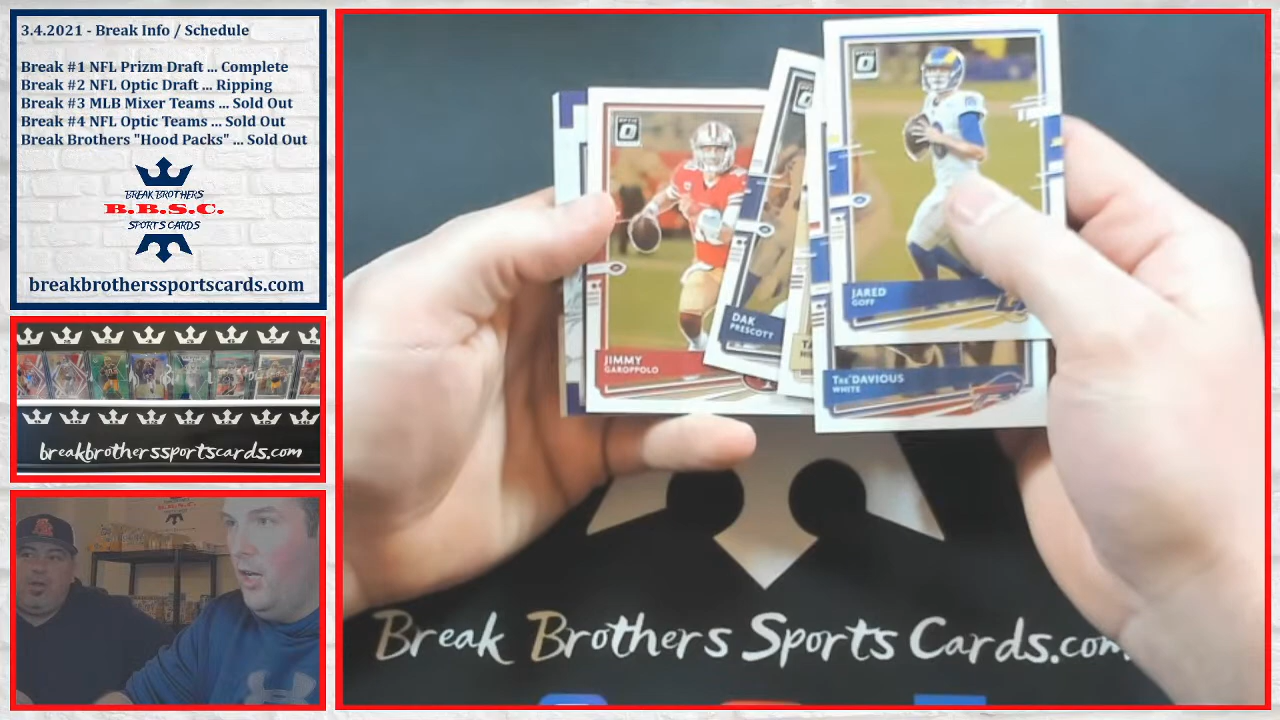 3.4.2021 - Break Info / Schedule
Break #1 NFL Prizm Draft ... Complete
Break #2 NFL Optic Draft ... Ripping
Break #3 MLB Mixer Teams ... Sold Out
Break #4 NFL Optic Teams ... Sold Out
Break Brothers "Hood Packs" ... Sold Out
BREAK BROTHERS
B.B.S.C.
SPORTS CARDS
breakbrotherssportscards.com
breakbrotherssportscards.com
JARED
GOFF
DAK
PRESCOTT
JIMMY
GAROPPOLO
TA
TRE'DAVIOUS
WHITE
Break Brothers Sports Cards.com